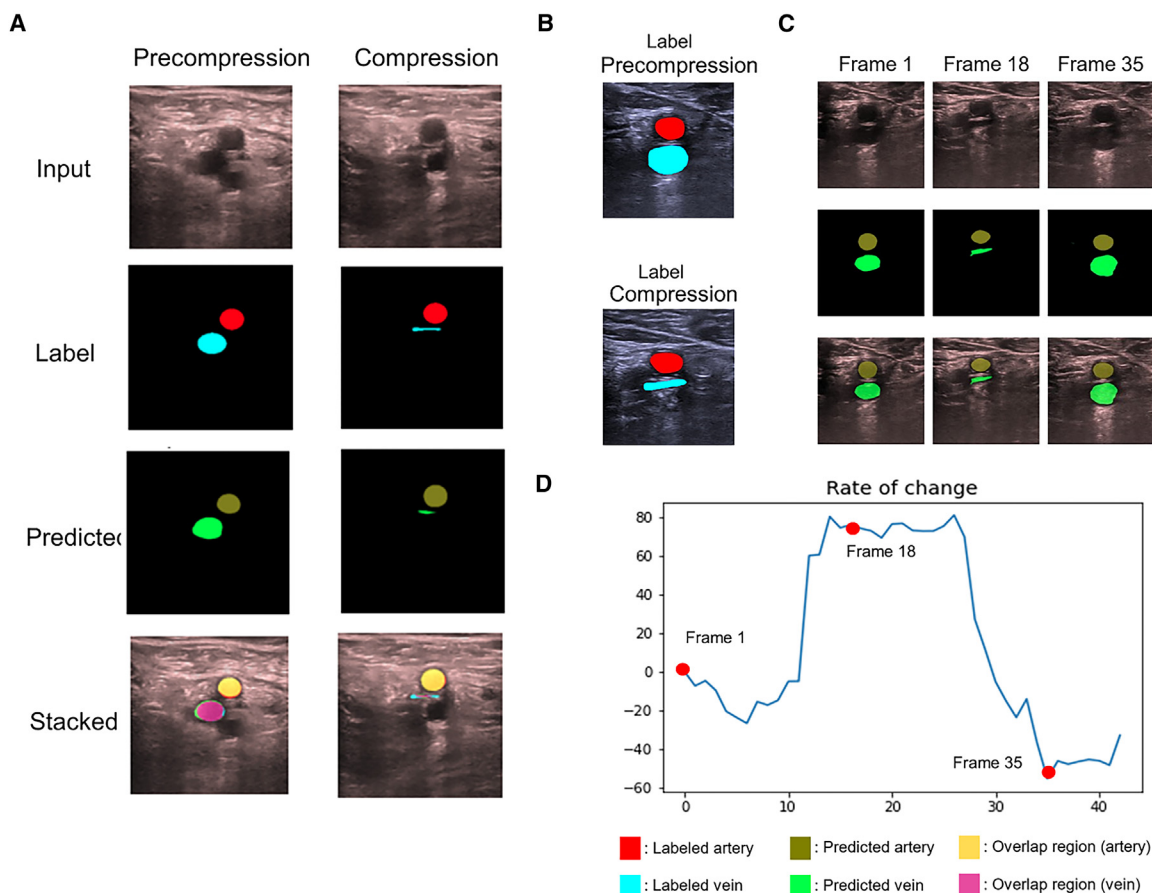 A
Precompression
Compression
Input
Label
Predicted
Stacked
B
Label
Precompression
Label
Compression
C
Frame 1
Frame 18
Frame 35
D
Rate of change
80
60
40
20
0
−20
−40
−60
0
10
20
30
40
Frame 1
Frame 18
Frame 35
: Labeled artery
: Predicted artery
: Overlap region (artery)
: Labeled vein
: Predicted vein
: Overlap region (vein)